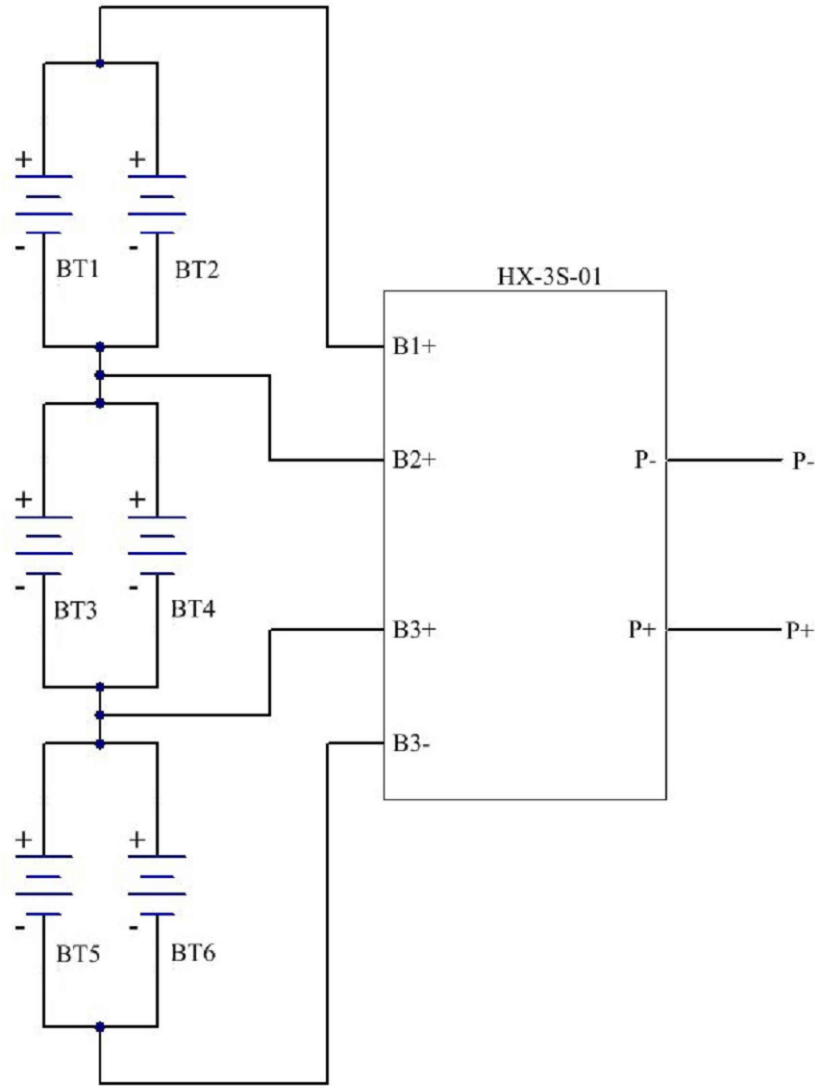 + +
- -
BT1 BT2
HX-3S-01
B1+
B2+ P- P-
+ +
- -
BT3 BT4
B3+ P+ P+
B3-
+ +
- -
BT5 BT6